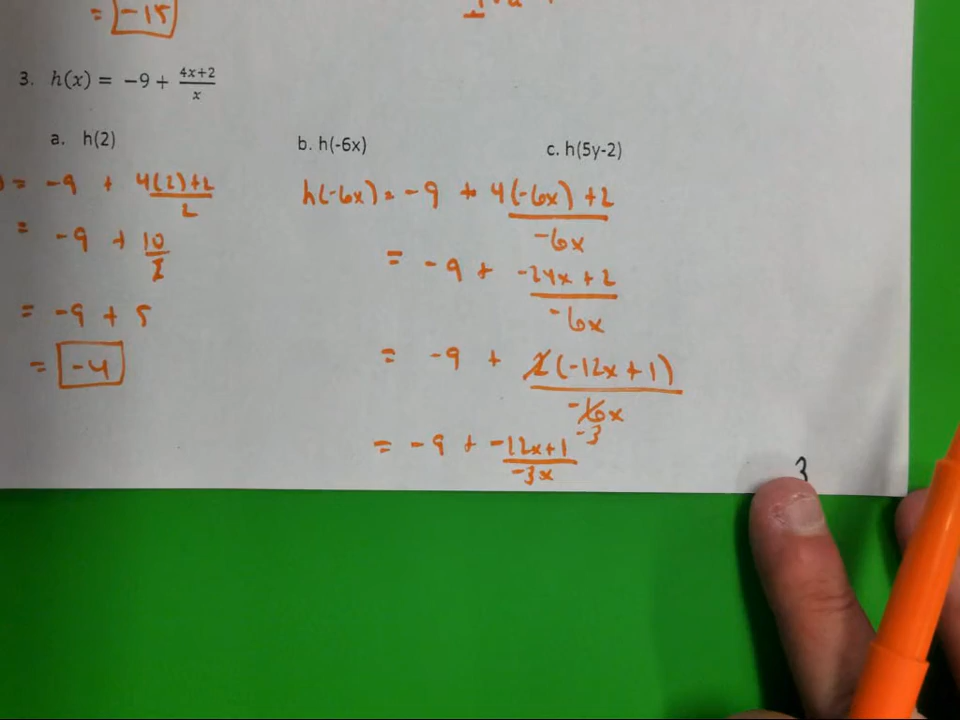 = -15
3. h(x) = −9 + 4x+2/x
a. h(2)
b. h(-6x)
c. h(5y-2)
= -9 + 4(2)+2/2
= -9 + 10/2
= -9 + 5
= -4
h(-6x) = -9 + 4(-6x)+2/-6x
= -9 + -24x+2/-6x
= -9 + 2(-12x+1)/-6x
-3
= -9 + -12x+1/-3x
3